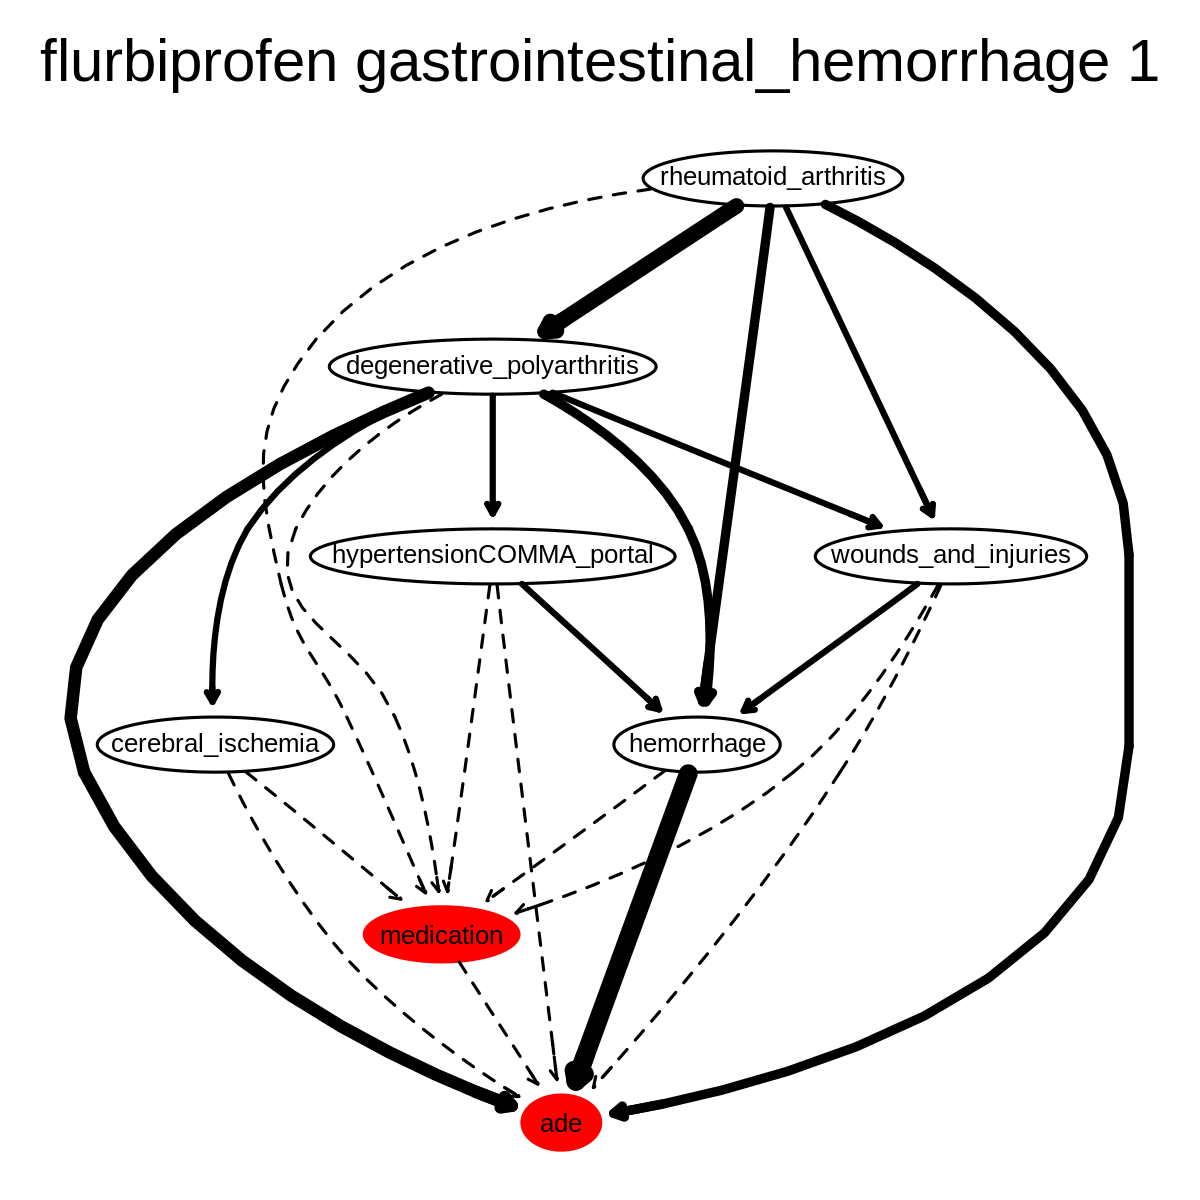 flurbiprofen gastrointestinal_hemorrhage 1
rheumatoid_arthritis
degenerative_polyarthritis
hypertensionCOMMA_portal
wounds_and_injuries
cerebral_ischemia
hemorrhage
medication
ade